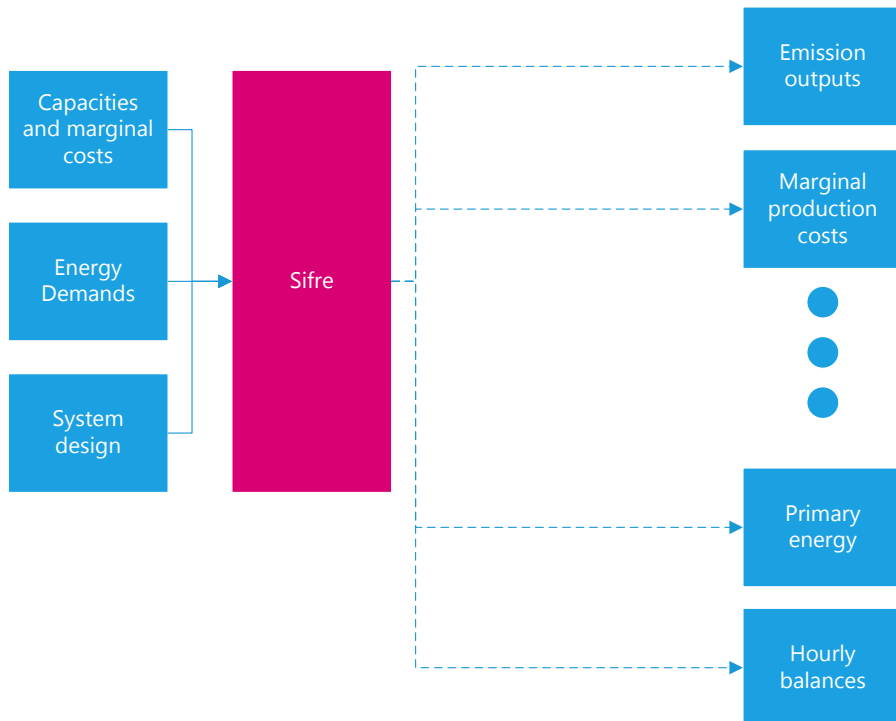 Capacities
and marginal
costs
Energy
Demands
System
design
Sifre
Emission
outputs
Marginal
production
costs
Primary
energy
Hourly
balances